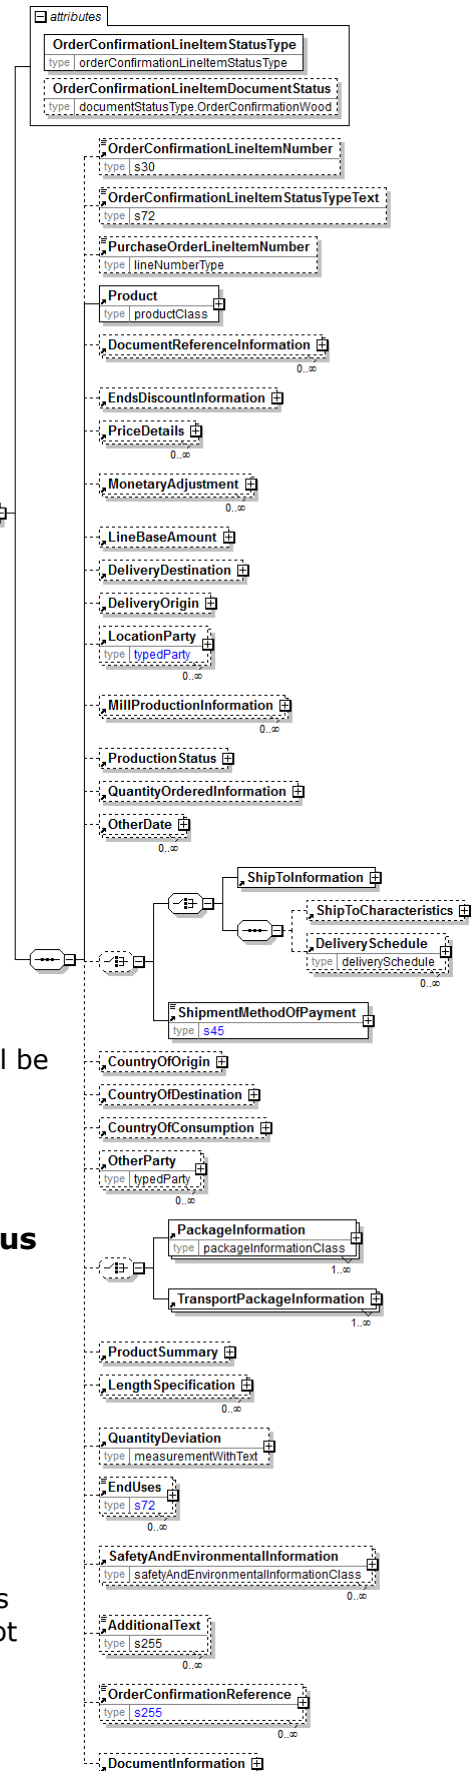 attributes
OrderConfirmationLineItemStatusType
type orderConfirmationLineItemStatusType
OrderConfirmationLineItemDocumentStatus
type documentStatusType.OrderConfirmationWood
OrderConfirmationLineItemNumber
type s30
OrderConfirmationLineItemStatusTypeText
type s72
PurchaseOrderLineItemNumber
type lineNumberType
Product
type productClass
DocumentReferenceInformation
0..∞
EndsDiscountInformation
PriceDetails
0..∞
MonetaryAdjustment
0..∞
LineBaseAmount
DeliveryDestination
DeliveryOrigin
LocationParty
type typedParty
0..∞
MillProductionInformation
0..∞
ProductionStatus
QuantityOrderedInformation
OtherDate
0..∞
ShipToInformation
ShipToCharacteristics
DeliverySchedule
type deliverySchedule
0..∞
ShipmentMethodOfPayment
type s45
l be
CountryOfOrigin
CountryOfDestination
CountryOfConsumption
OtherParty
type typedParty
0..∞
us
PackageInformation
type packageInformationClass
1..∞
TransportPackageInformation
1..∞
ProductSummary
LengthSpecification
0..∞
QuantityDeviation
type measurementWithText
EndUses
type s72
0..∞
SafetyAndEnvironmentalInformation
type safetyAndEnvironmentalInformationClass
0..∞
s
ot
AdditionalText
type s255
0..∞
OrderConfirmationReference
type s255
0..∞
DocumentInformation